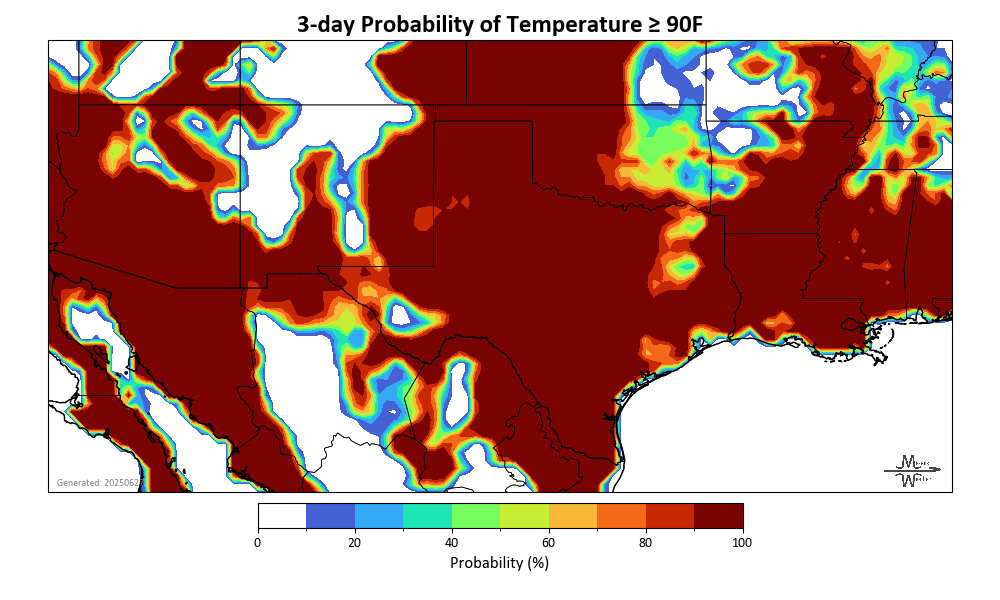 3-day Probability of Temperature ≥ 90F
Generated: 2025062
0 20 40 60 80 100
Probability (%)